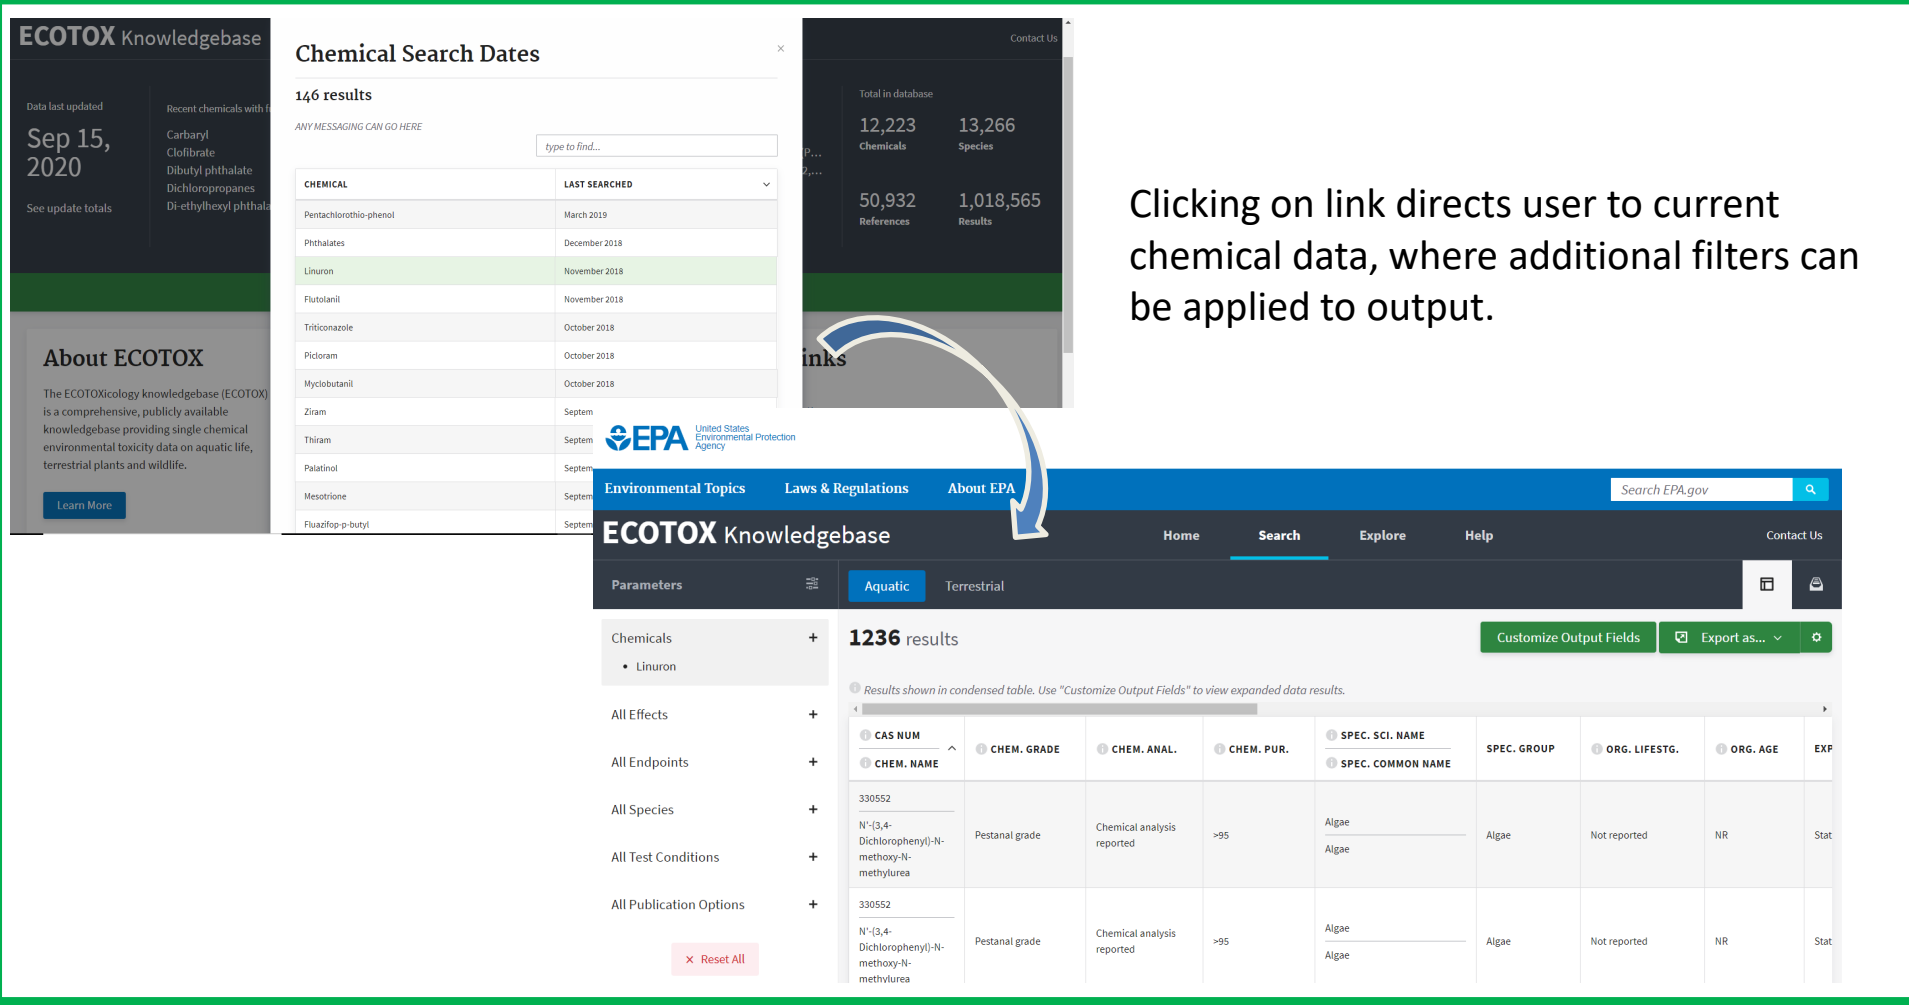 ECOTOX Knowledgebase
Contact Us
Data last updated
Sep 15,
2020
See update totals
Recent chemicals with f
Carbaryl
Clofibrate
Dibutyl phthalate
Dichloropropanes
Di-ethylhexyl phthala
Total in database
12,223
Chemicals
13,266
Species
50,932
References
1,018,565
Results
About ECOTOX
The ECOTOXicology knowledgebase (ECOTOX)
is a comprehensive, publicly available
knowledgebase providing single chemical
environmental toxicity data on aquatic life,
terrestrial plants and wildlife.
Learn More
inks
Chemical Search Dates
×
146 results
ANY MESSAGING CAN GO HERE
type to find...
CHEMICAL LAST SEARCHED
Pentachlorothio-phenol March 2019
Phthalates December 2018
Linuron November 2018
Flutolanil November 2018
Triticonazole October 2018
Picloram October 2018
Myclobutanil October 2018
Ziram Septem
Thiram Septem
Palatinol Septem
Mesotrione Septem
Fluazifop-p-butyl Septem
Clicking on link directs user to current
chemical data, where additional filters can
be applied to output.
EPA
United States
Environmental Protection
Agency
Environmental Topics Laws & Regulations About EPA
Search EPA.gov
ECOTOX Knowledgebase
Home Search Explore Help Contact Us
Parameters
Aquatic Terrestrial
Chemicals +
• Linuron
All Effects +
All Endpoints +
All Species +
All Test Conditions +
All Publication Options +
× Reset All
1236 results
Customize Output Fields
Export as...
Results shown in condensed table. Use "Customize Output Fields" to view expanded data results.
CAS NUM
CHEM. NAME
CHEM. GRADE
CHEM. ANAL.
CHEM. PUR.
SPEC. SCI. NAME
SPEC. COMMON NAME
SPEC. GROUP
ORG. LIFESTG.
ORG. AGE
EXP
330552
N'-(3,4-
Dichlorophenyl)-N-
methoxy-N-
methylurea
Pestanal grade
Chemical analysis
reported
>95
Algae
Algae
Algae
Not reported
NR
Stat
330552
N'-(3,4-
Dichlorophenyl)-N-
methoxy-N-
methylurea
Pestanal grade
Chemical analysis
reported
>95
Algae
Algae
Algae
Not reported
NR
Stat